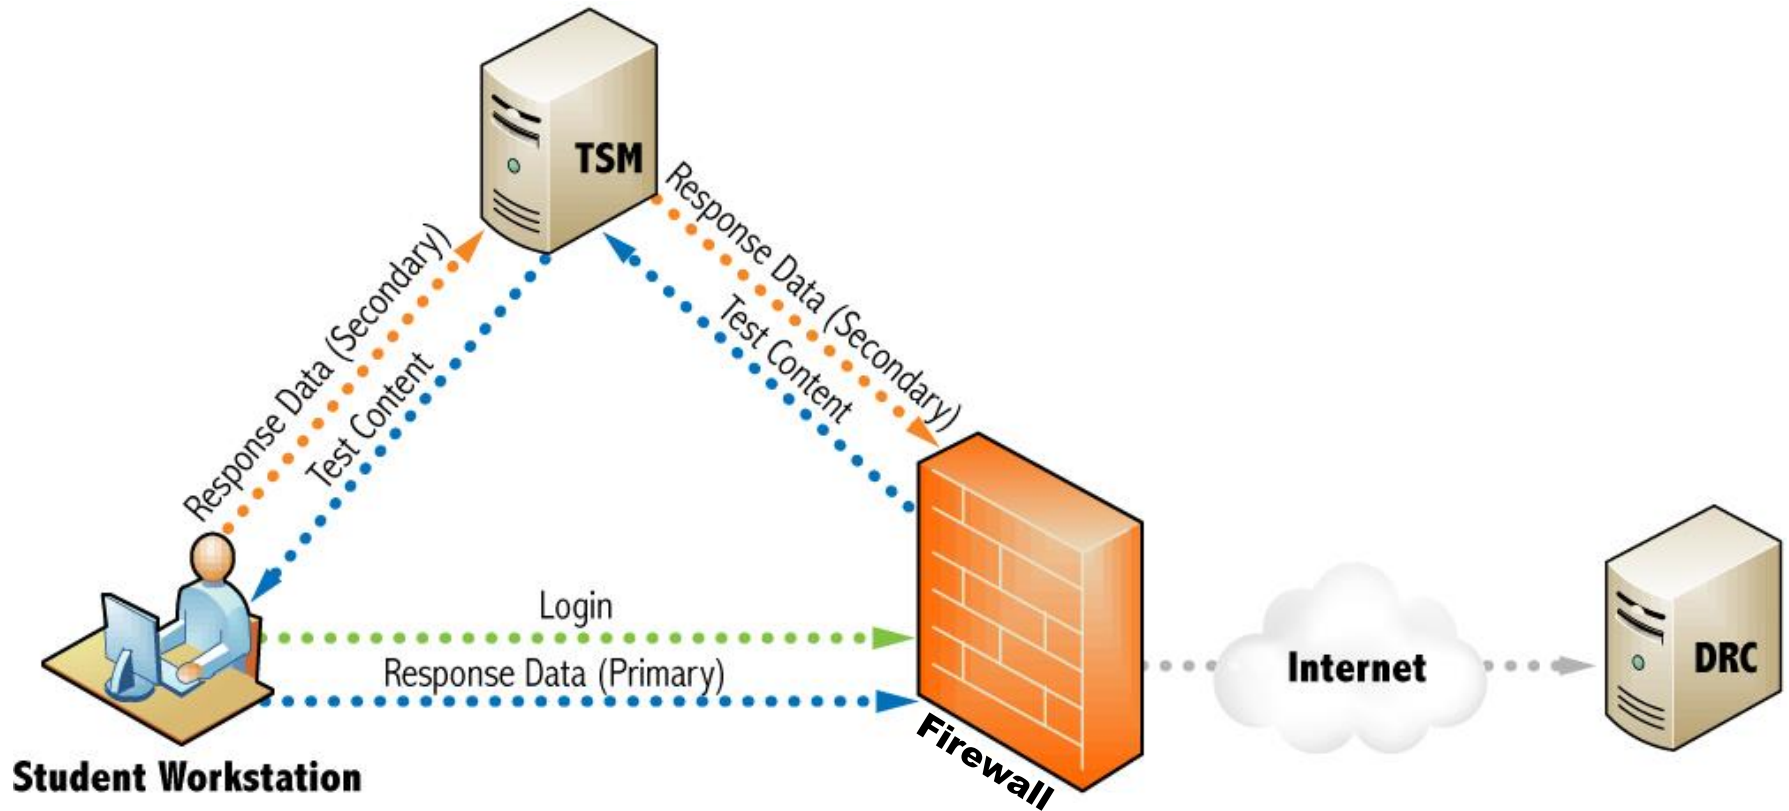 TSM
Response Data (Secondary)
Test Content
Response Data (Secondary)
Test Content
Login
Response Data (Primary)
Firewall
Internet
DRC
Student Workstation